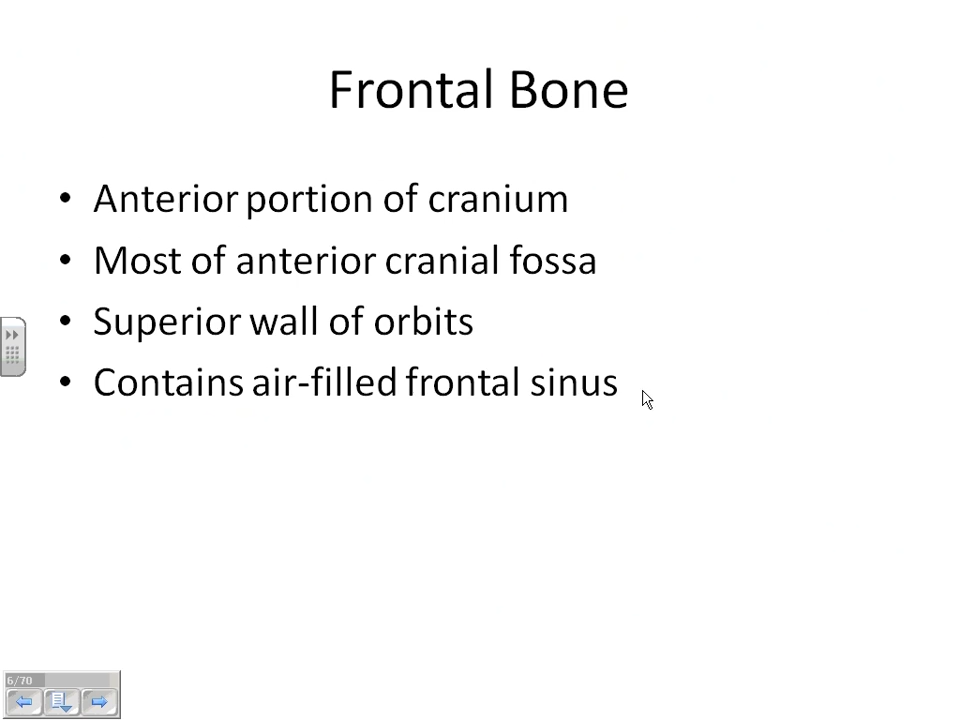 Frontal Bone
• Anterior portion of cranium
• Most of anterior cranial fossa
• Superior wall of orbits
• Contains air-filled frontal sinus
6/70